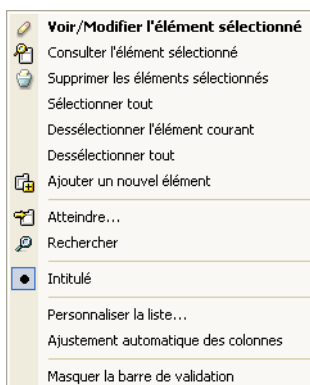 Voir/Modifier l'élément sélectionné
Consulter l'élément sélectionné
Supprimer les éléments sélectionnés
Sélectionner tout
Dessélectionner l'élément courant
Dessélectionner tout
Ajouter un nouvel élément
Atteindre...
Rechercher
Intitulé
Personnaliser la liste...
Ajustement automatique des colonnes
Masquer la barre de validation